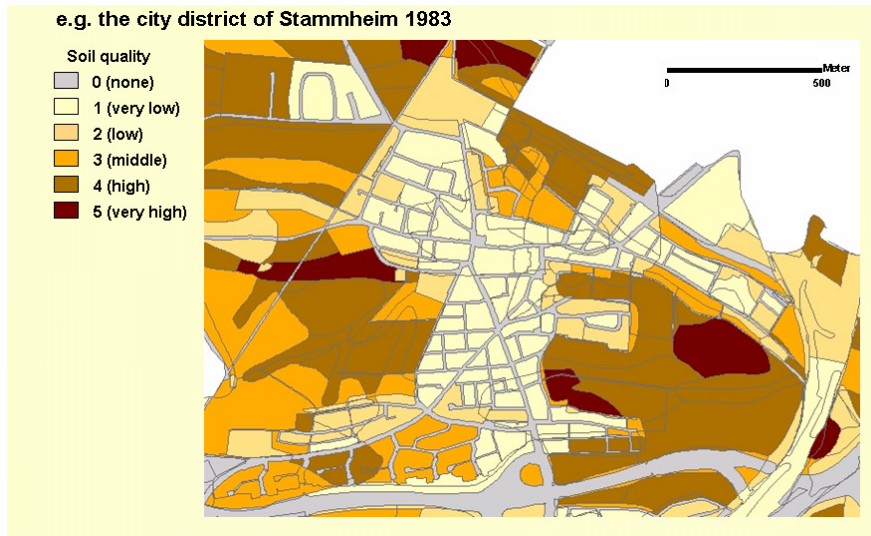 e.g. the city district of Stammheim 1983
Soil quality
0 (none)
1 (very low)
2 (low)
3 (middle)
4 (high)
5 (very high)
Meter
0 500